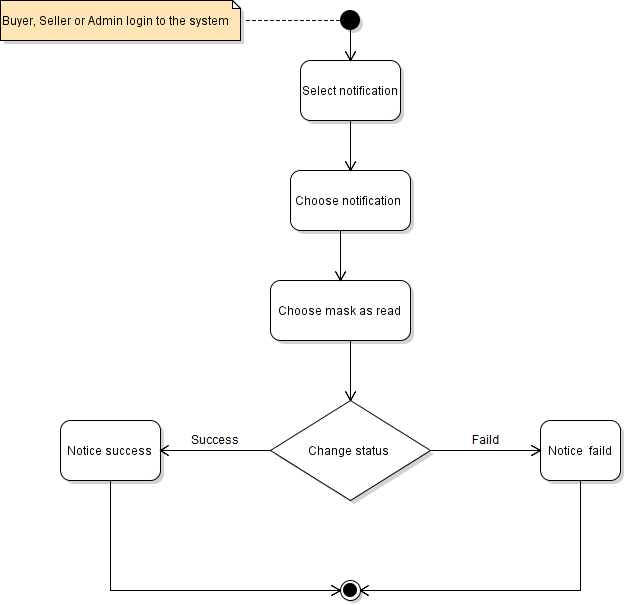 Buyer, Seller or Admin login to the system
Select notification
Choose notification
Choose mask as read
Change status
Success
Faild
Notice success
Notice faild